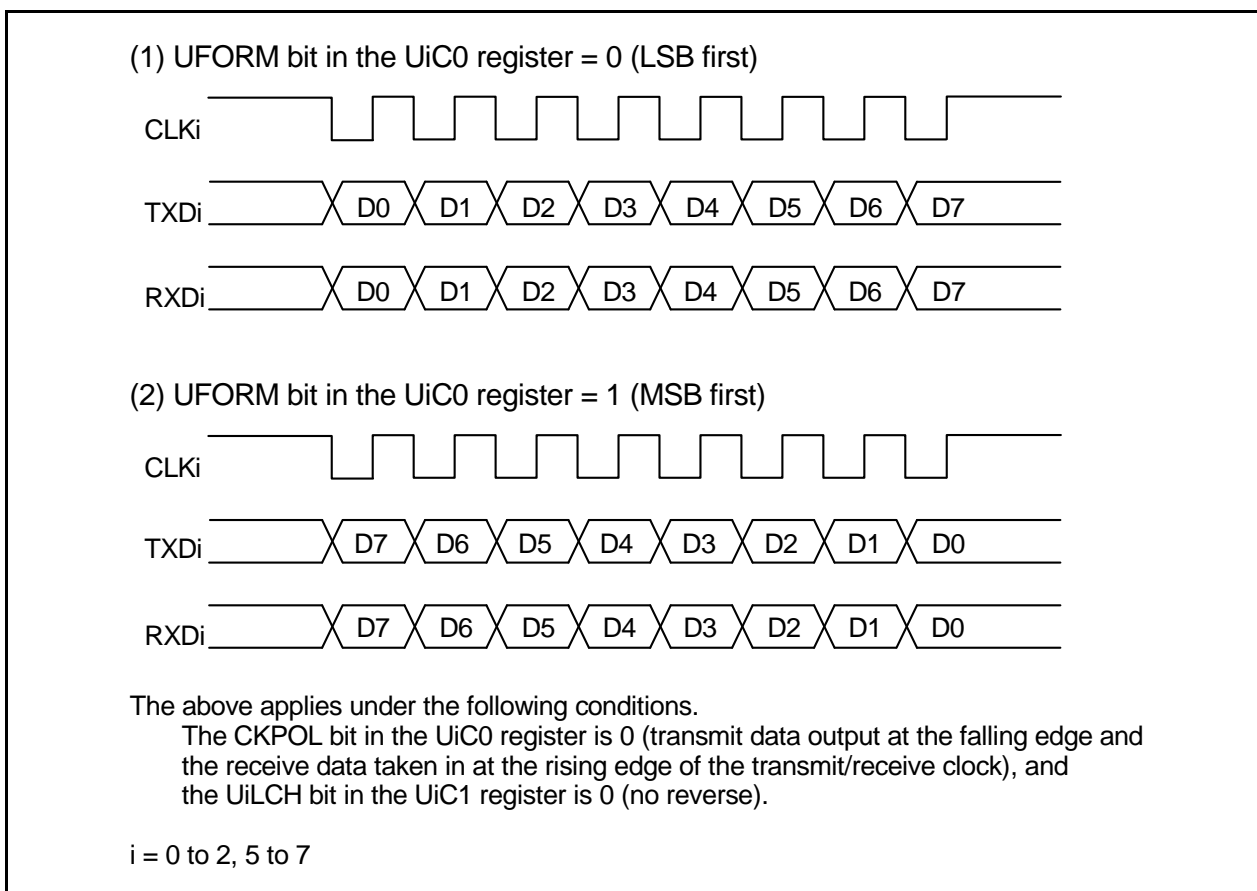 (1) UFORM bit in the UiC0 register = 0 (LSB first)
CLKi
TXDi D0 D1 D2 D3 D4 D5 D6 D7
RXDi D0 D1 D2 D3 D4 D5 D6 D7
(2) UFORM bit in the UiC0 register = 1 (MSB first)
CLKi
TXDi D7 D6 D5 D4 D3 D2 D1 D0
RXDi D7 D6 D5 D4 D3 D2 D1 D0
The above applies under the following conditions.
The CKPOL bit in the UiC0 register is 0 (transmit data output at the falling edge and
the receive data taken in at the rising edge of the transmit/receive clock), and
the UiLCH bit in the UiC1 register is 0 (no reverse).
i = 0 to 2, 5 to 7